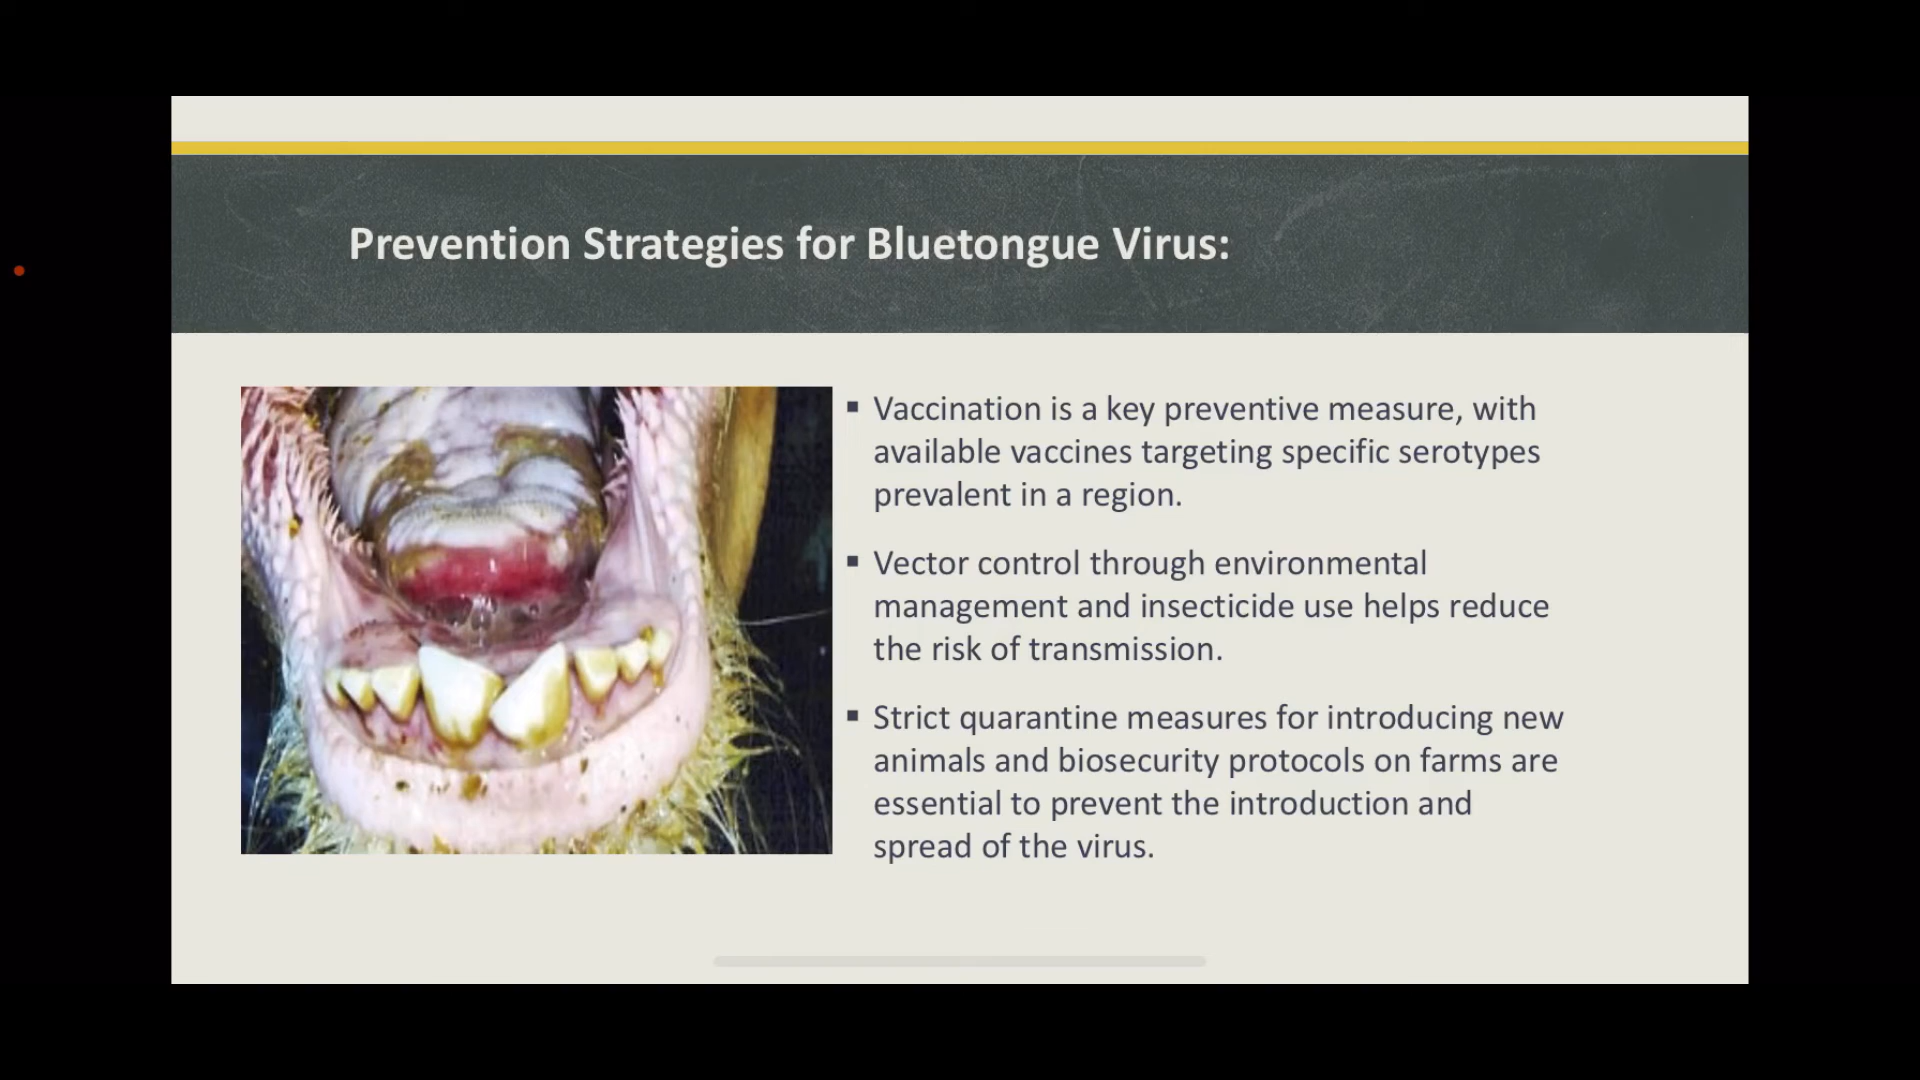 Prevention Strategies for Bluetongue Virus:
▪ Vaccination is a key preventive measure, with
available vaccines targeting specific serotypes
prevalent in a region.
▪ Vector control through environmental
management and insecticide use helps reduce
the risk of transmission.
▪ Strict quarantine measures for introducing new
animals and biosecurity protocols on farms are
essential to prevent the introduction and
spread of the virus.